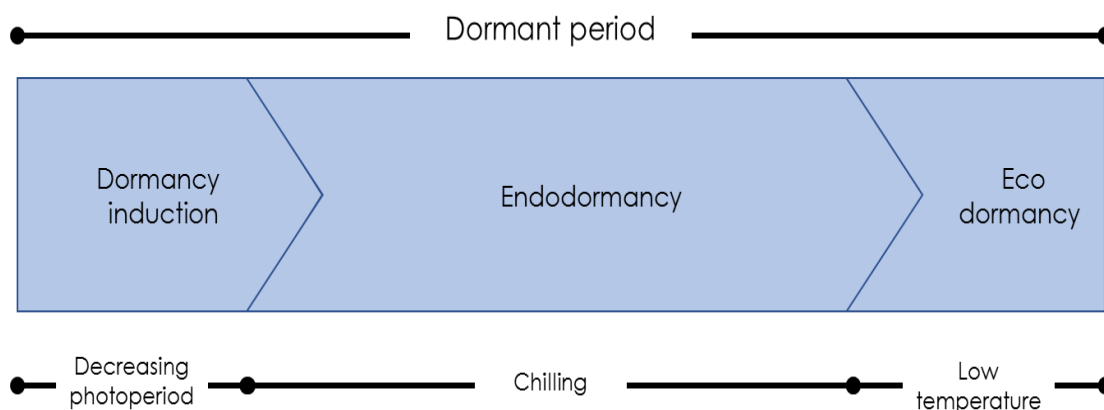 Dormant period
Dormancy
induction
Endodormancy
Eco
dormancy
Decreasing
photoperiod
Chilling
Low
temperature